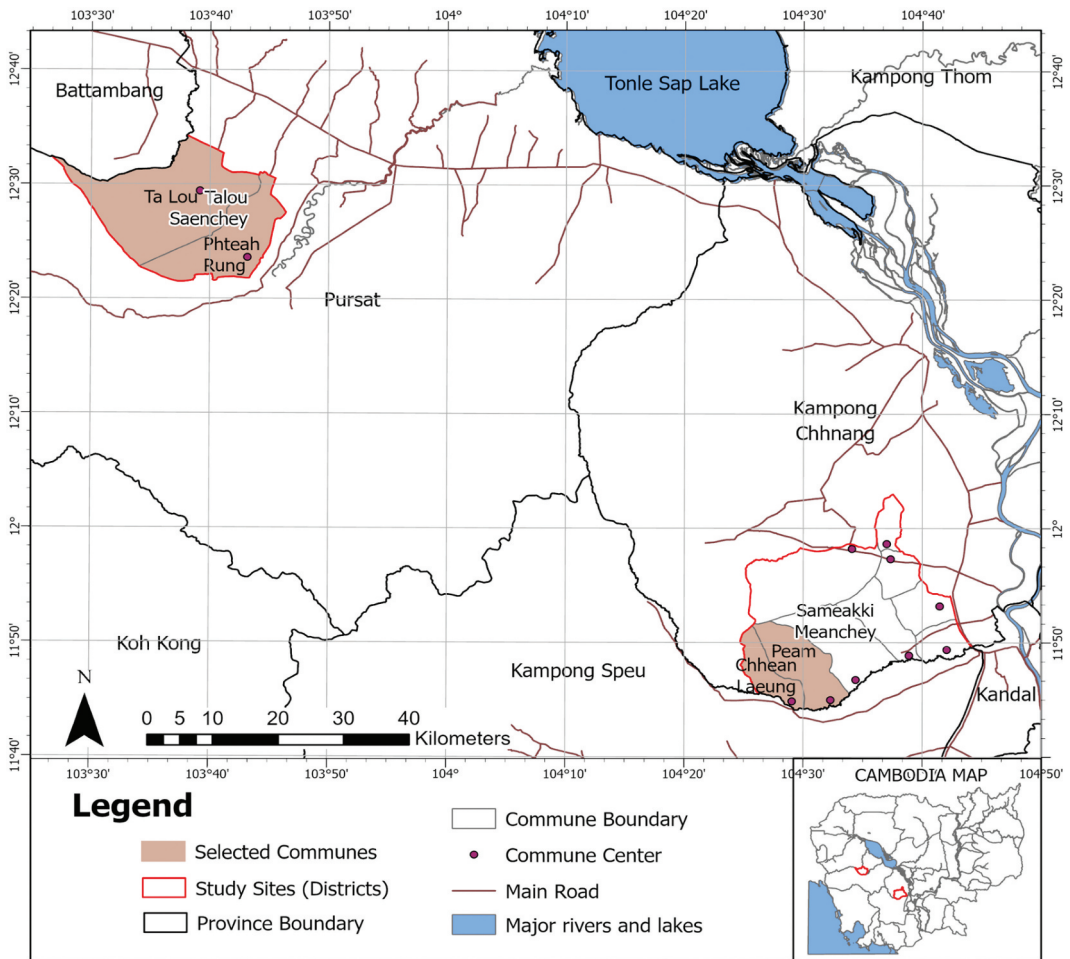 103°30' 103°40' 103°50' 104° 104°10' 104°20' 104°30' 104°40'
12°40'
12°40'
Battambang
Tonle Sap Lake
Kampong Thom
12°30'
12°30'
Ta Lou Talou
Saenchey
Phteah
Rung
12°20'
12°20'
Pursat
12°10'
12°10'
Kampong
Chhnang
12°2'
12°2'
Sameakki
Meanchey
11°50'
11°50'
Koh Kong
Kampong Speu
Peam
Chhean
Laeung
Kandal
N
0 5 10 20 30 40
Kilometers
11°40'
11°40'
103°30' 103°40' 103°50' 104° 104°10' 104°20' 104°30' 104°40' 104°50'
Legend
Selected Communes
Study Sites (Districts)
Province Boundary
Commune Boundary
Commune Center
Main Road
Major rivers and lakes
CAMBODIA MAP